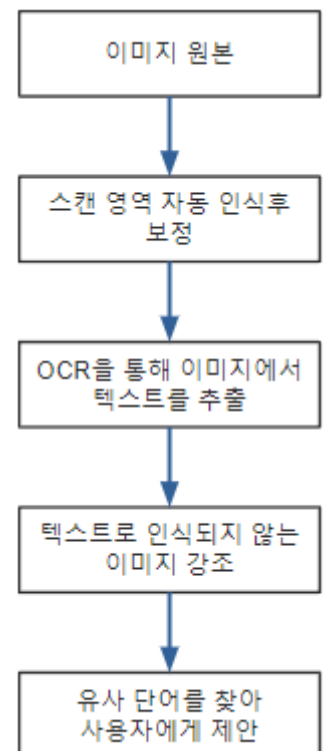 이미지 원본
스캔 영역 자동 인식후
보정
OCR을 통해 이미지에서
텍스트를 추출
텍스트로 인식되지 않는
이미지 강조
유사 단어를 찾아
사용자에게 제안